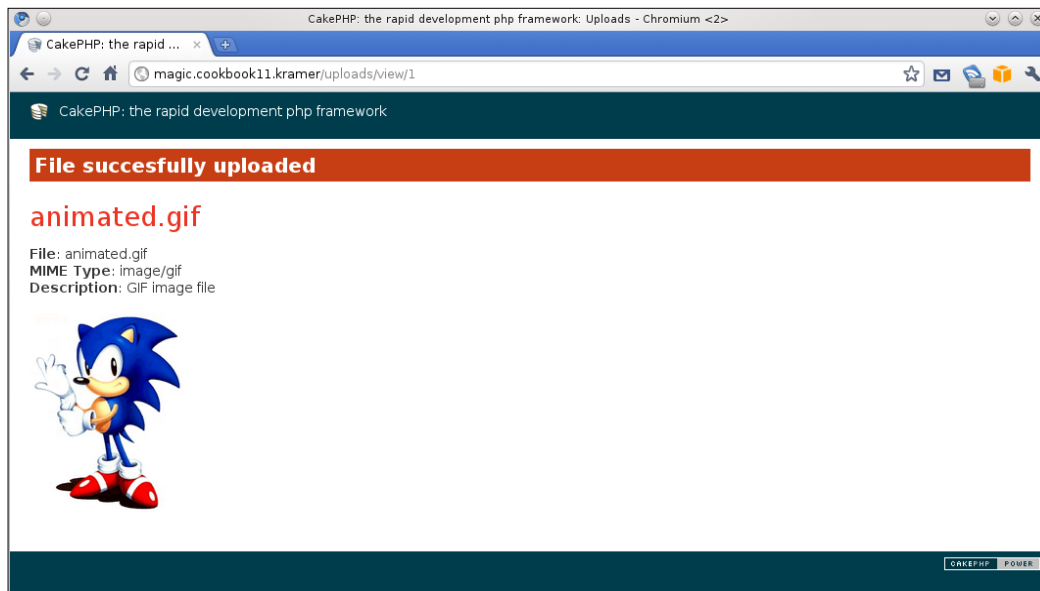 CakePHP: the rapid development php framework: Uploads - Chromium <2>
CakePHP: the rapid ...
magic.cookbook11.kramer/uploads/view/1
CakePHP: the rapid development php framework
File succesfully uploaded
animated.gif
File: animated.gif
MIME Type: image/gif
Description: GIF image file
CAKEPHP POWER